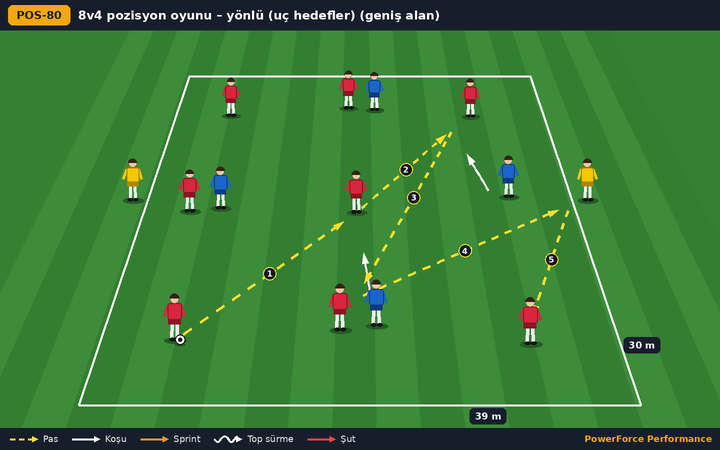 POS-80 8v4 pozisyon oyunu – yönlü (uç hedefler) (geniş alan)
2
3
4
5
1
30 m
39 m
Pas Koşu Sprint Top sürme Şut PowerForce Performance